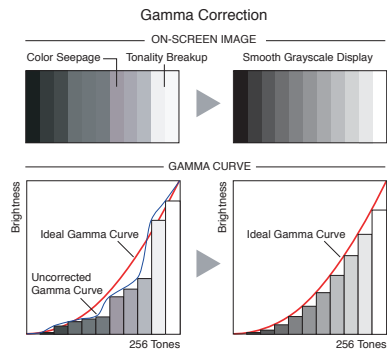 Gamma Correction
ON-SCREEN IMAGE
Color Seepage
Tonality Breakup
Smooth Grayscale Display
GAMMA CURVE
Brightness
Ideal Gamma Curve
Uncorrected
Gamma Curve
256 Tones
Brightness
Ideal Gamma Curve
256 Tones